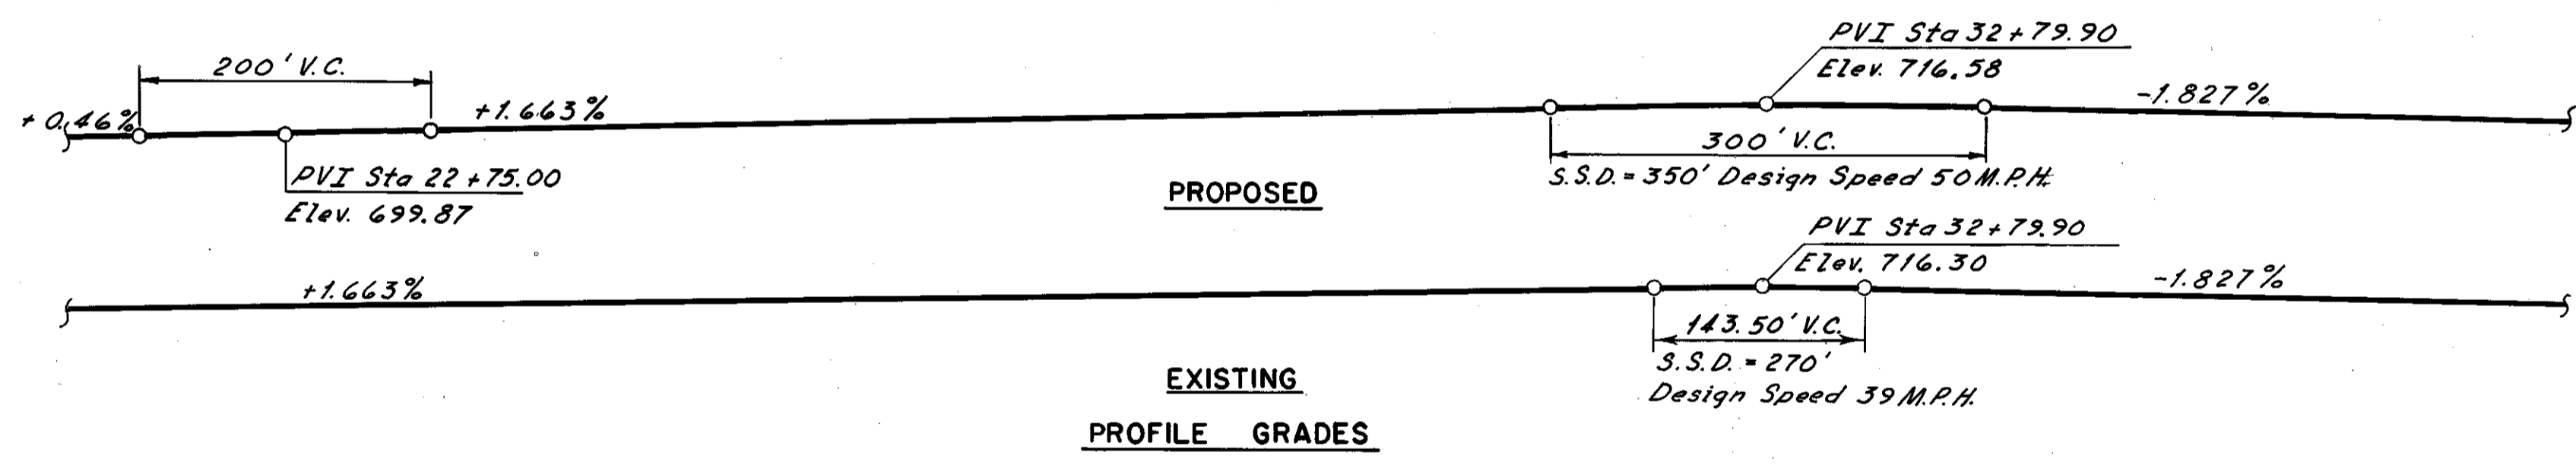 PVI Sta 32+79.90
Elev. 716.58
200' V.C.
+0.46%
+1.663%
-1.827%
300' V.C.
S.S.D. = 350' Design Speed 50 M.P.H.
PVI Sta 22+75.00
Elev. 699.87
PROPOSED
PVI Sta 32+79.90
Elev. 716.30
+1.663%
-1.827%
143.50' V.C.
S.S.D. = 270'
Design Speed 39 M.P.H.
EXISTING
PROFILE GRADES